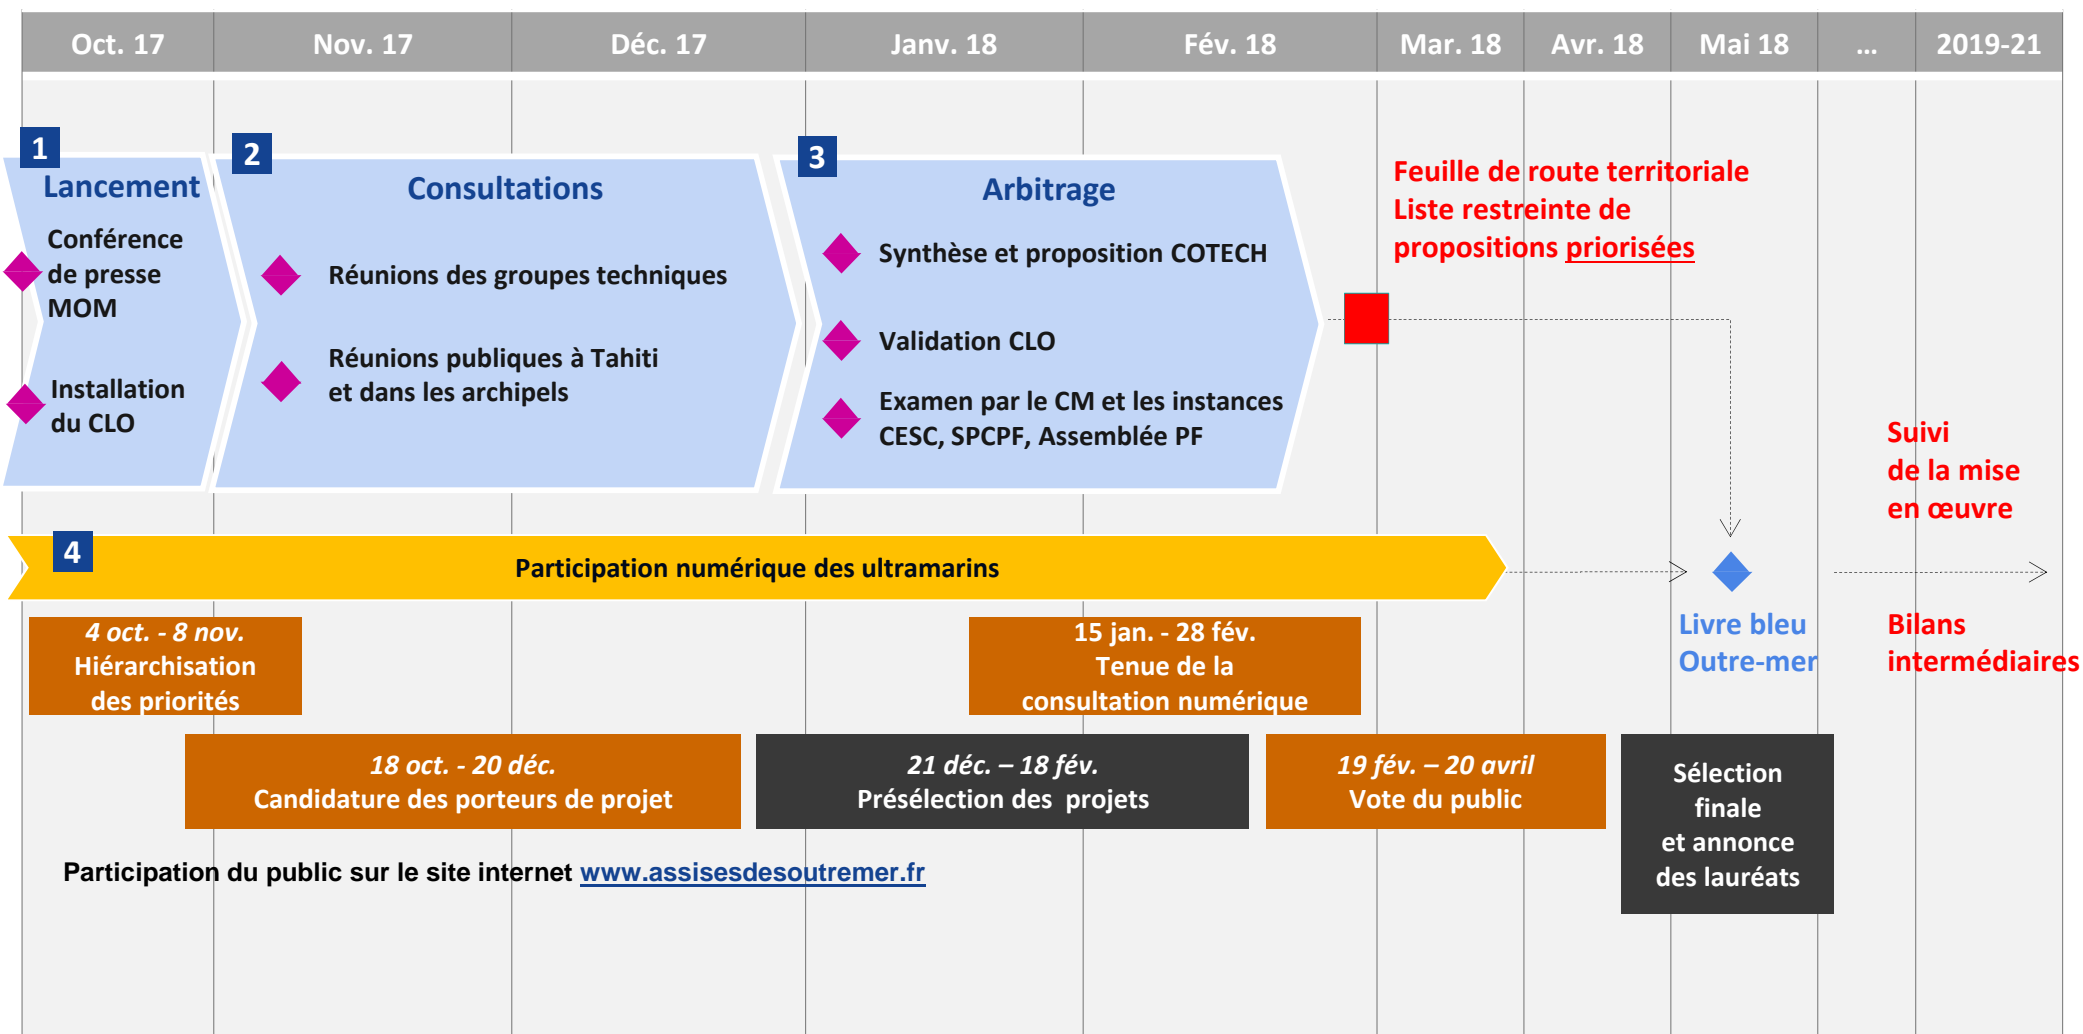 Oct. 17
Nov. 17
Déc. 17
Janv. 18
Fév. 18
Mar. 18
Avr. 18
Mai 18
...
2019-21
1
Lancement
Conférence
de presse
MOM
Installation
du CLO
2
Consultations
Réunions des groupes techniques
Réunions publiques à Tahiti
et dans les archipels
3
Arbitrage
Synthèse et proposition COTECH
Validation CLO
Examen par le CM et les instances
CESC, SPCPF, Assemblée PF
Feuille de route territoriale
Liste restreinte de
propositions priorisées
Suivi
de la mise
en œuvre
4
Participation numérique des ultramarins
Livre bleu
Outre-mer
Bilans
intermédiaires
4 oct. - 8 nov.
Hiérarchisation
des priorités
15 jan. - 28 fév.
Tenue de la
consultation numérique
18 oct. - 20 déc.
Candidature des porteurs de projet
21 déc. – 18 fév.
Présélection des projets
19 fév. – 20 avril
Vote du public
Sélection
finale
et annonce
des lauréats
Participation du public sur le site internet www.assisesdesoutremer.fr